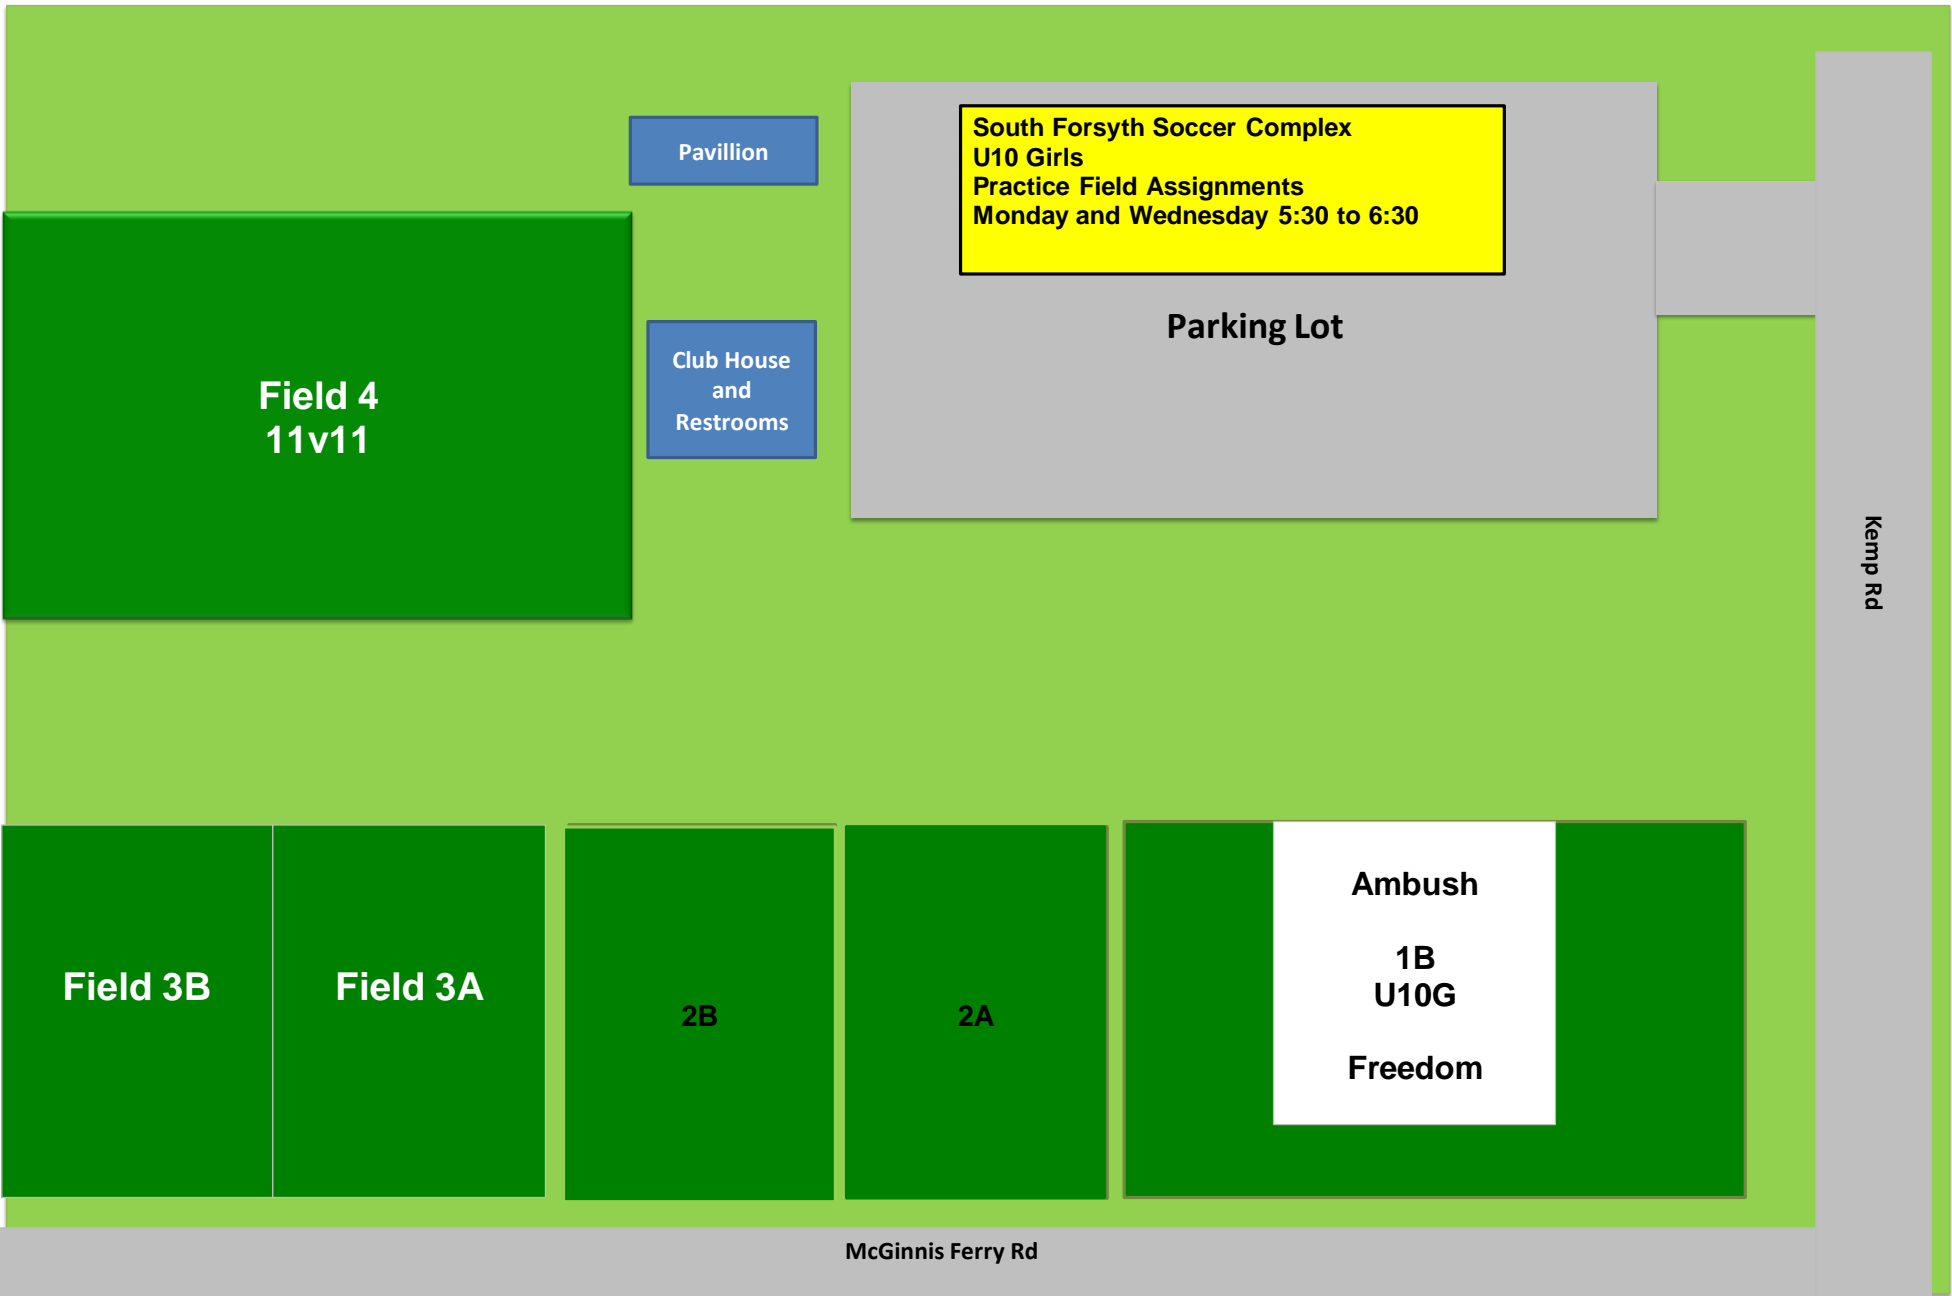 South Forsyth Soccer Complex
U10 Girls
Practice Field Assignments
Monday and Wednesday 5:30 to 6:30
Pavillion
Parking Lot
Club House
and
Restrooms
Field 4
11v11
Kemp Rd
Field 3B
Field 3A
2B
2A
Ambush
1B
U10G
Freedom
McGinnis Ferry Rd